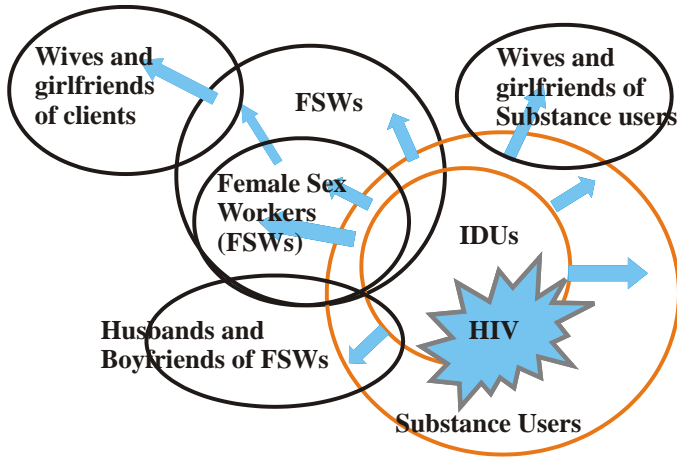 Wives and
girlfriends
of clients
FSWs
Wives and
girlfriends of
Substance users
Female Sex
Workers
(FSWs)
IDUs
HIV
Husbands and
Boyfriends of FSWs
Substance Users